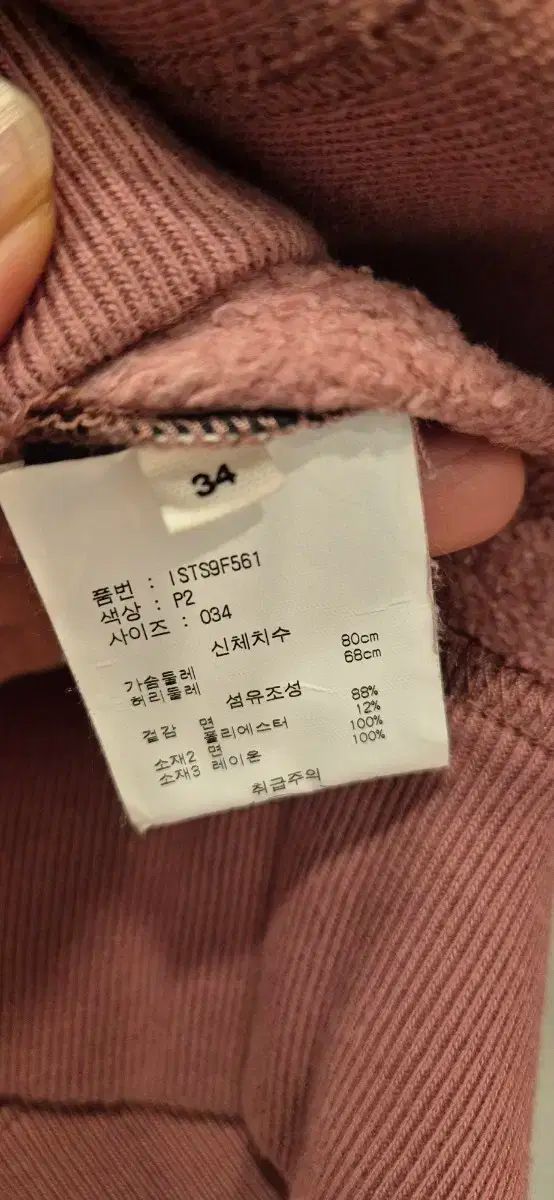 34
품번 : ISTS9F561
색상 : P2
사이즈 : 034
신체치수
가슴둘레 80cm
허리둘레 68cm
섬유조성
겉감 면 88%
폴리에스터 12%
소재2 면 100%
소재3 레이온 100%
취급주의